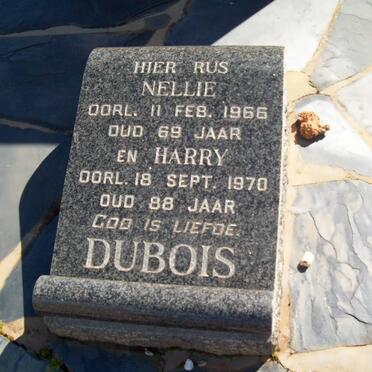 HIER RUS
NELLIE
OORL. 11 FEB. 1966
OUD 69 JAAR
EN HARRY
OORL. 18 SEPT. 1970
OUD 88 JAAR
GOD IS LIEFDE.
DUBOIS